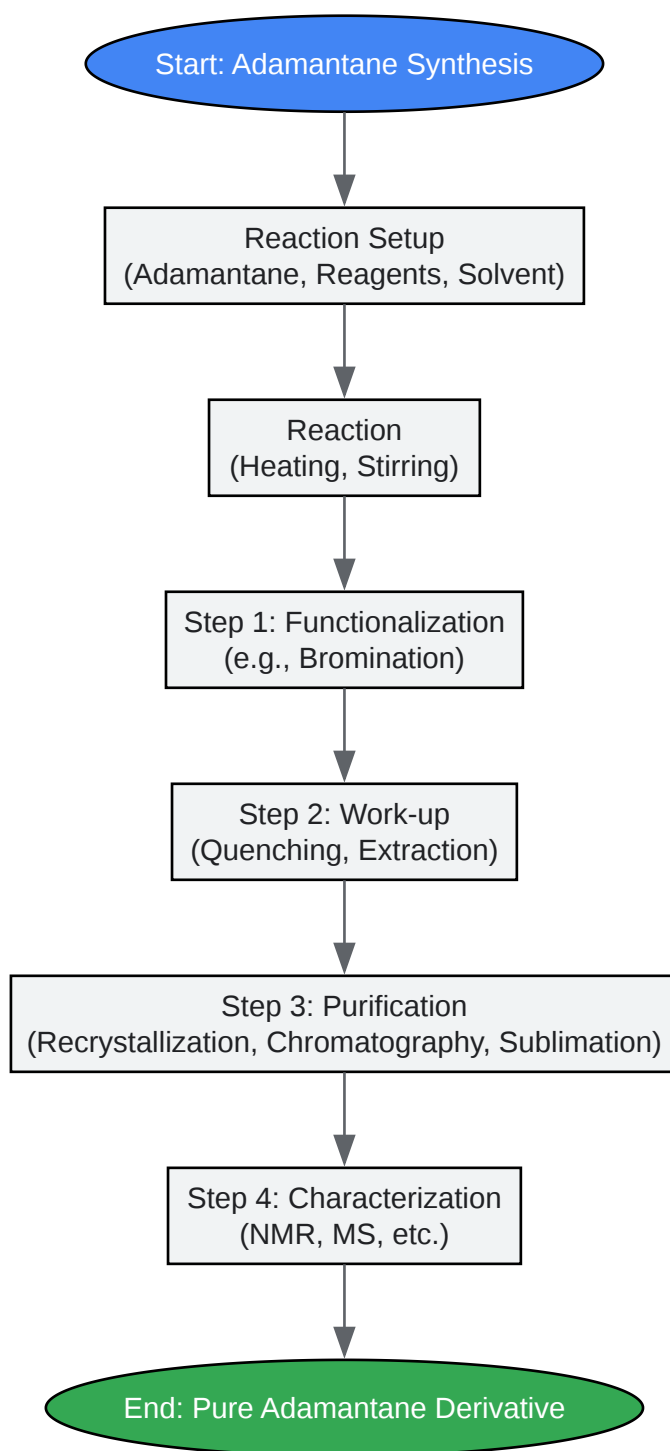 Start: Adamantane Synthesis
Reaction Setup
(Adamantane, Reagents, Solvent)
Reaction
(Heating, Stirring)
Step 1: Functionalization
(e.g., Bromination)
Step 2: Work-up
(Quenching, Extraction)
Step 3: Purification
(Recrystallization, Chromatography, Sublimation)
Step 4: Characterization
(NMR, MS, etc.)
End: Pure Adamantane Derivative